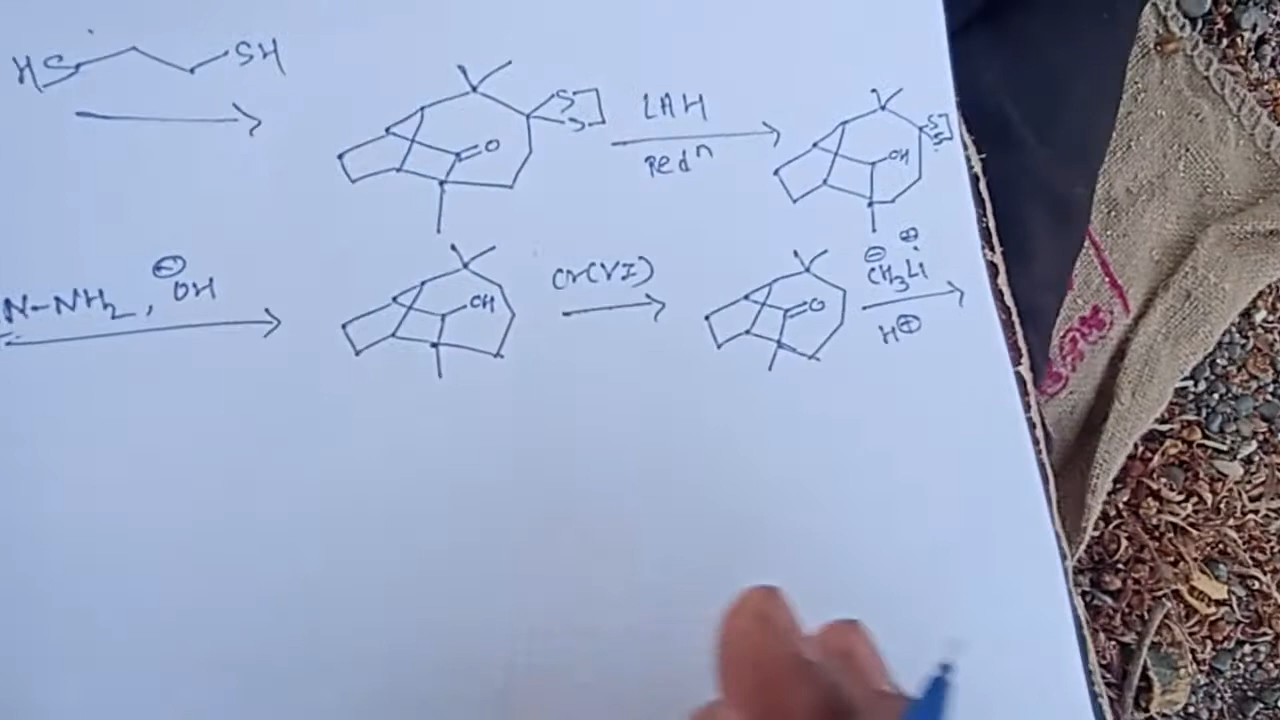 HS SH
S
S
O
LAH
redⁿ
S
S
OH
N-NH₂, ⊖OH
OH
Cr(VI)
O
⊖ ⊕
CH₃Li
H⊕